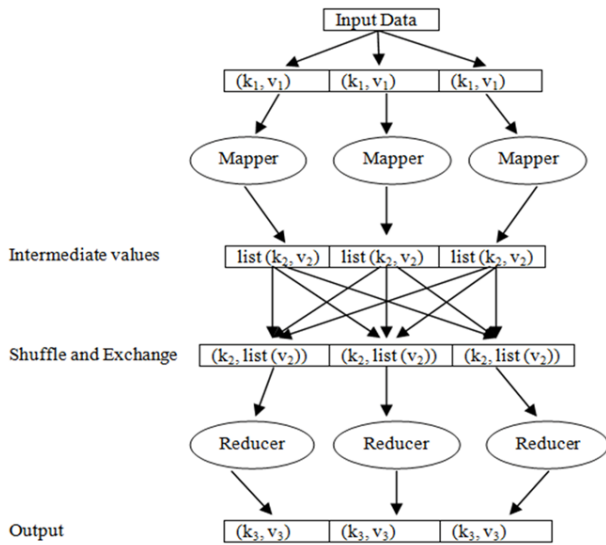 Input Data
(k₁, v₁) (k₁, v₁) (k₁, v₁)
Mapper Mapper Mapper
Intermediate values list (k₂, v₂) list (k₂, v₂) list (k₂, v₂)
Shuffle and Exchange (k₂, list (v₂)) (k₂, list (v₂)) (k₂, list (v₂))
Reducer Reducer Reducer
Output (k₃, v₃) (k₃, v₃) (k₃, v₃)